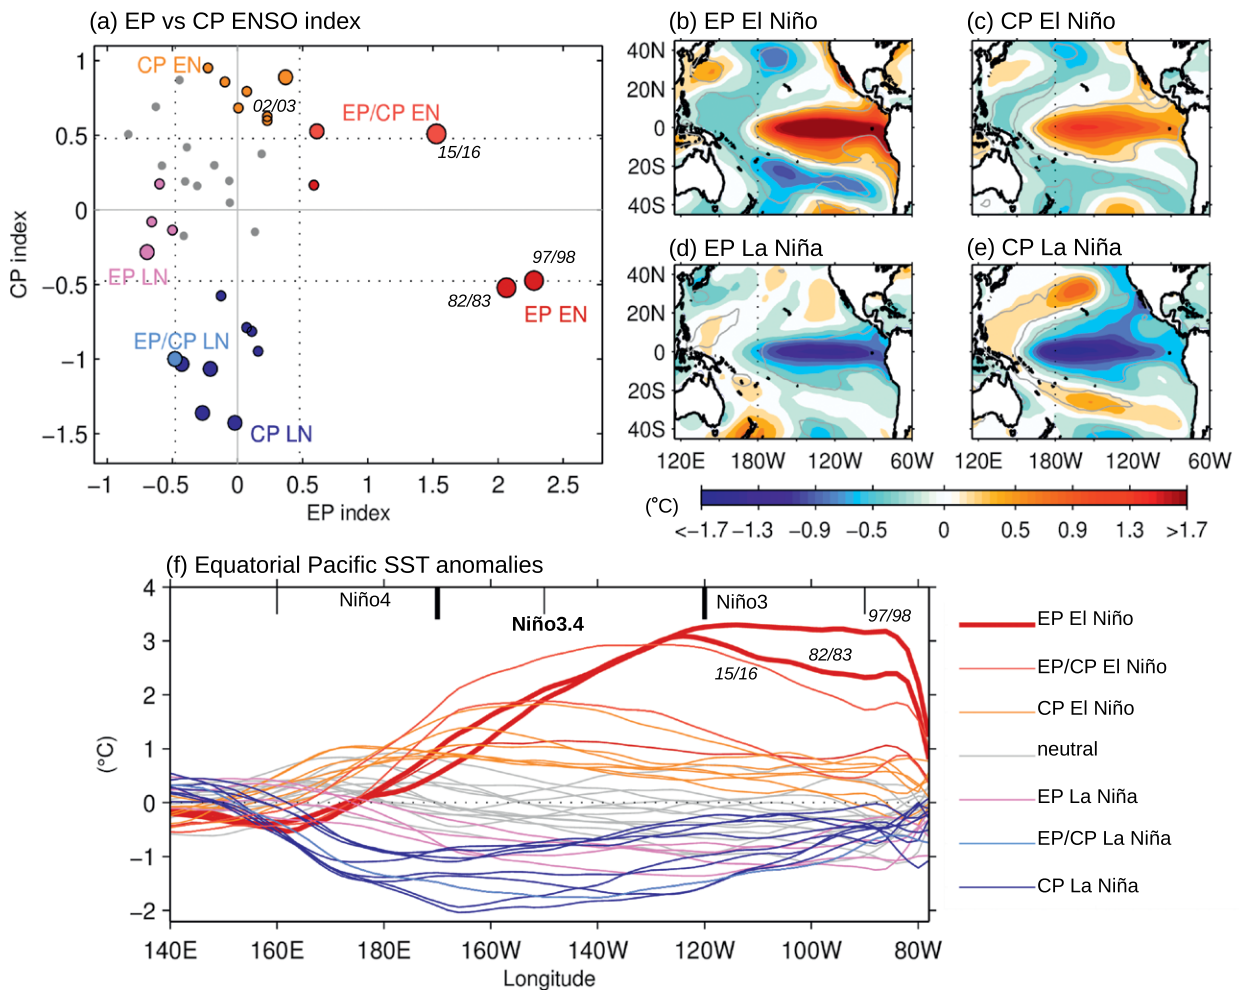 (a) EP vs CP ENSO index
1
0.5
0
−0.5
−1
−1.5
CP index
−1
−0.5
0
0.5
1
1.5
2
2.5
EP index
CP EN
02/03
EP/CP EN
15/16
EP LN
97/98
82/83
EP EN
EP/CP LN
CP LN
(b) EP El Niño
(c) CP El Niño
40N
20N
0
20S
40S
(d) EP La Niña
(e) CP La Niña
40N
20N
0
20S
40S
120E
180W
120W
60W
120E
180W
120W
60W
(°C)
<−1.7
−1.3
−0.9
−0.5
0
0.5
0.9
1.3
>1.7
(f) Equatorial Pacific SST anomalies
4
3
2
1
0
−1
−2
(°C)
Niño4
Niño3.4
Niño3
97/98
82/83
15/16
140E
160E
180E
160W
140W
120W
100W
80W
Longitude
EP El Niño
EP/CP El Niño
CP El Niño
neutral
EP La Niña
EP/CP La Niña
CP La Niña